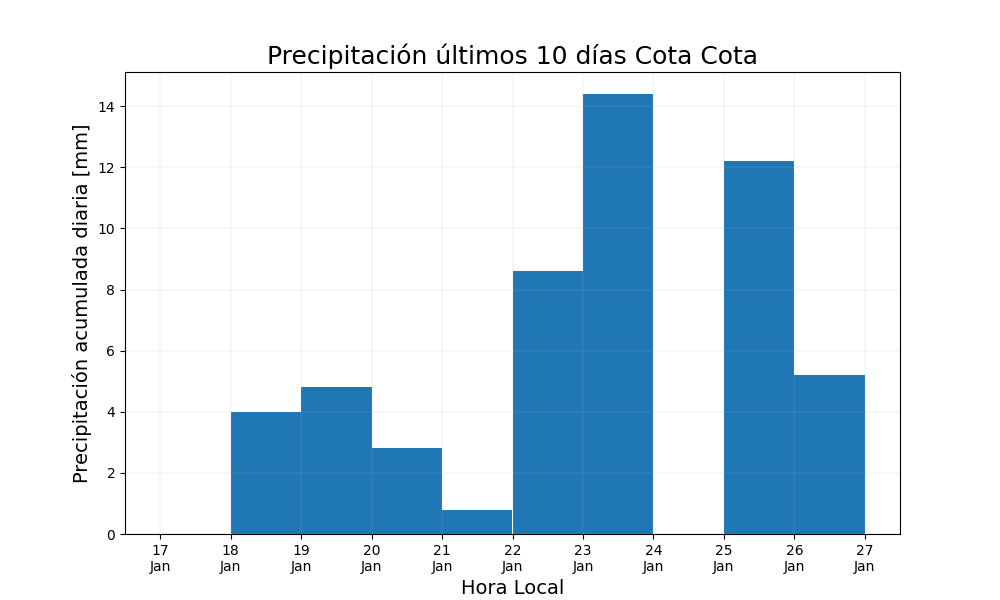 Precipitación últimos 10 días Cota Cota
Precipitación acumulada diaria [mm]
14
12
10
8
6
4
2
0
17 18 19 20 21 22 23 24 25 26 27
Jan Jan Jan Jan Jan Jan Jan Jan Jan Jan Jan
Hora Local